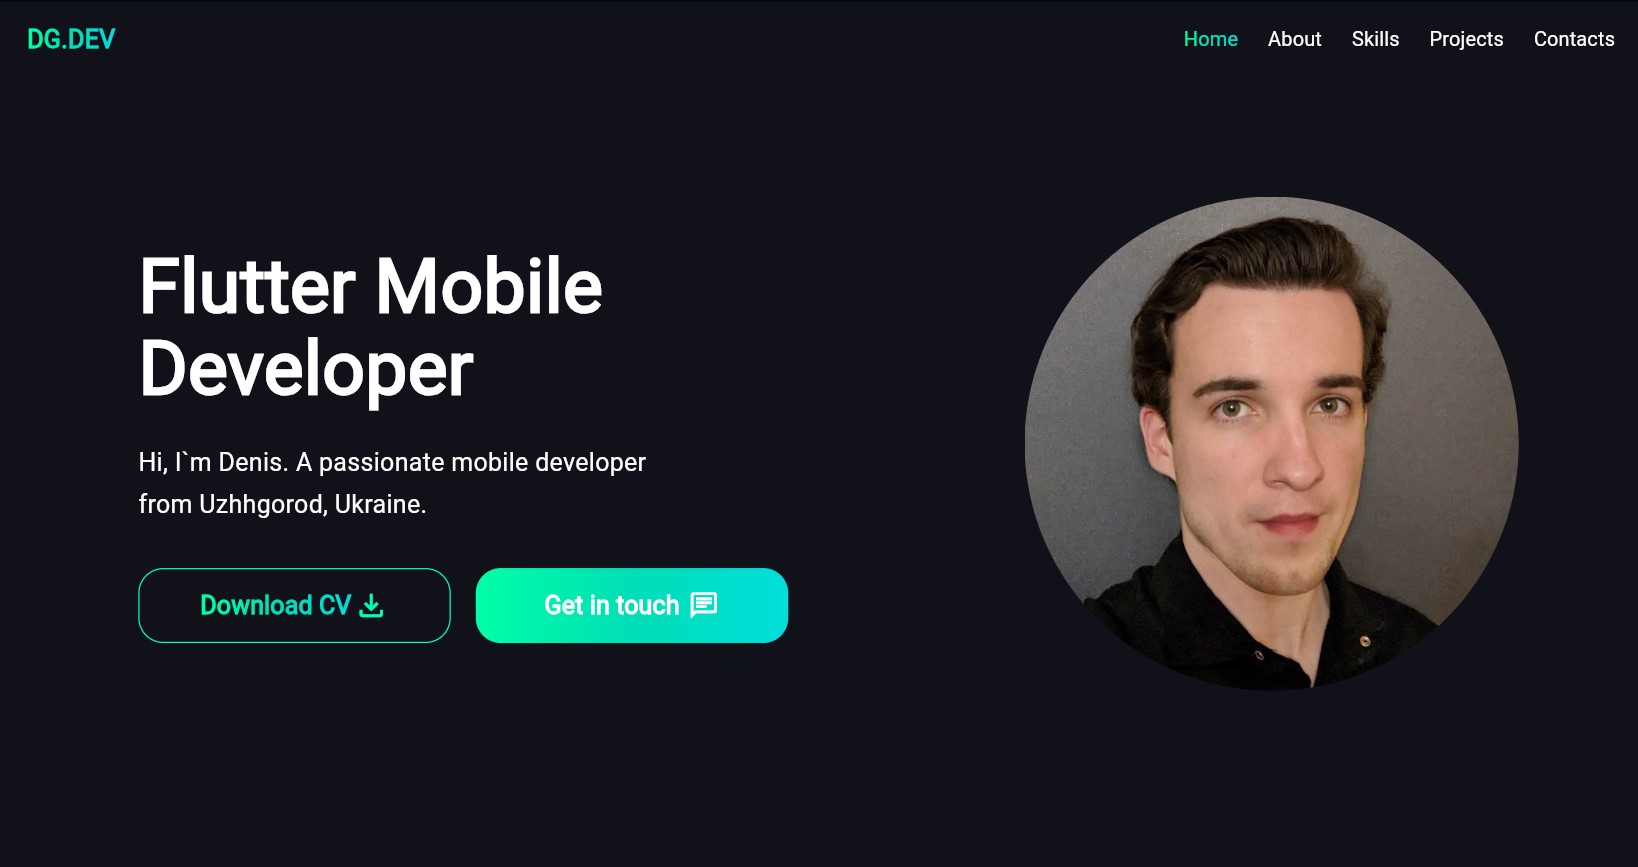 DG.DEV
Home About Skills Projects Contacts
Flutter Mobile
Developer
Hi, I`m Denis. A passionate mobile developer
from Uzhhgorod, Ukraine.
Download CV
Get in touch